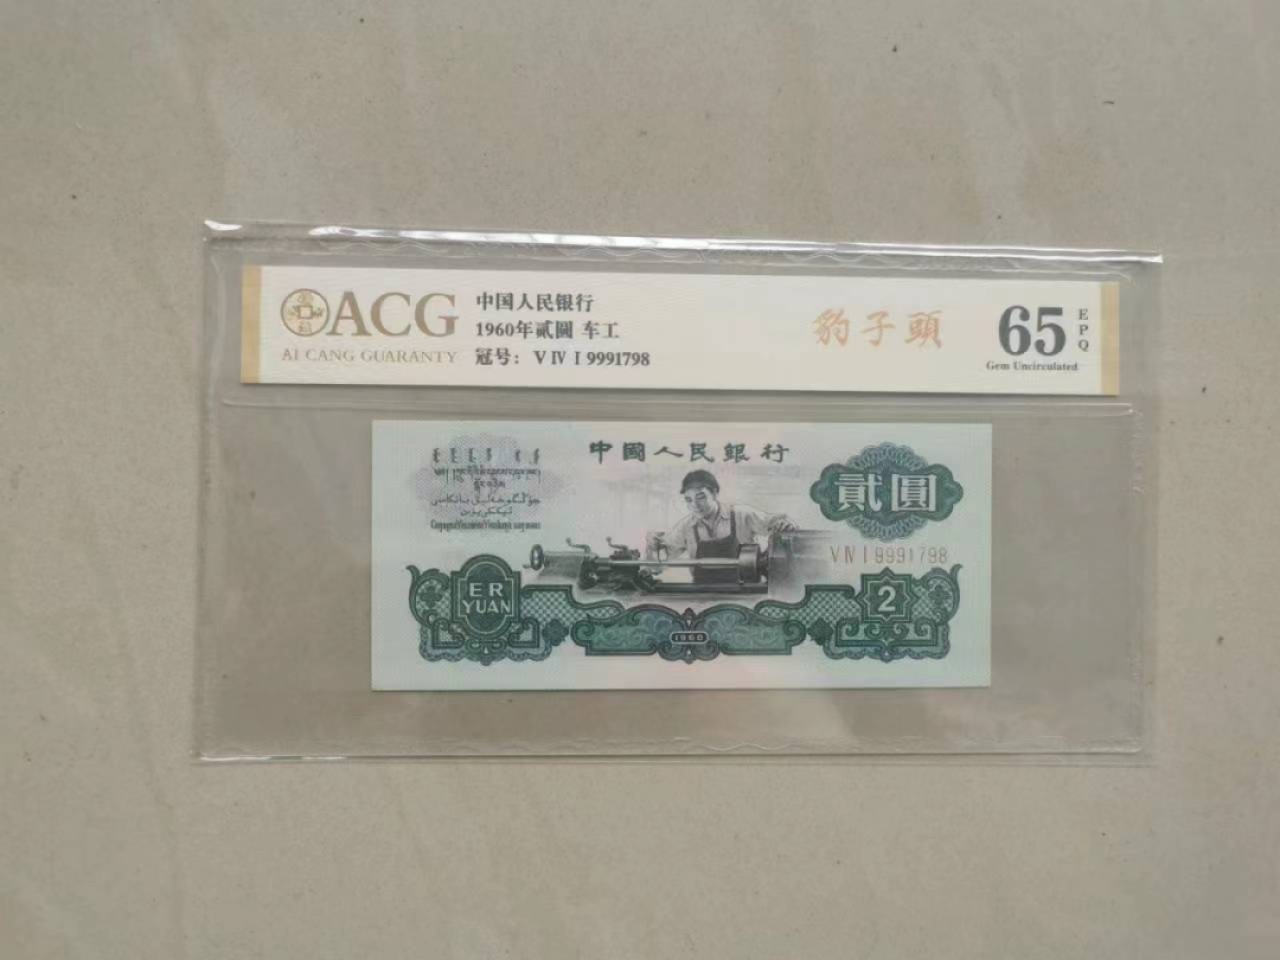 ACG
AI CANG GUARANTY
中国人民银行
1960年贰圆 车工
冠号: V IV I 9991798
豹子頭
65
EPQ
Gem Uncirculated
中國人民銀行
貳圓
V IV I 9991798
ER
YUAN
1960
2